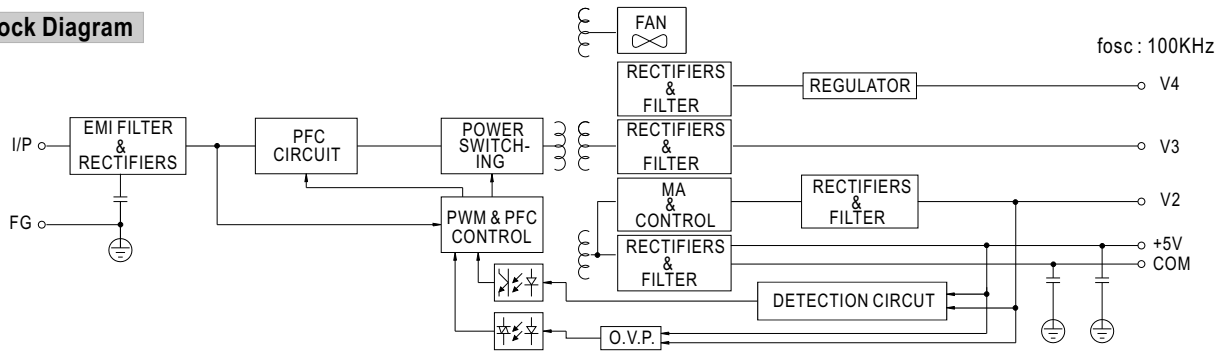 ock Diagram
FAN
fosc : 100KHz
RECTIFIERS
&
FILTER
REGULATOR
V4
I/P
EMI FILTER
&
RECTIFIERS
PFC
CIRCUIT
POWER
SWITCH-
ING
RECTIFIERS
&
FILTER
V3
FG
PWM & PFC
CONTROL
MA
&
CONTROL
RECTIFIERS
&
FILTER
V2
RECTIFIERS
&
FILTER
+5V
COM
DETECTION CIRCUT
O.V.P.